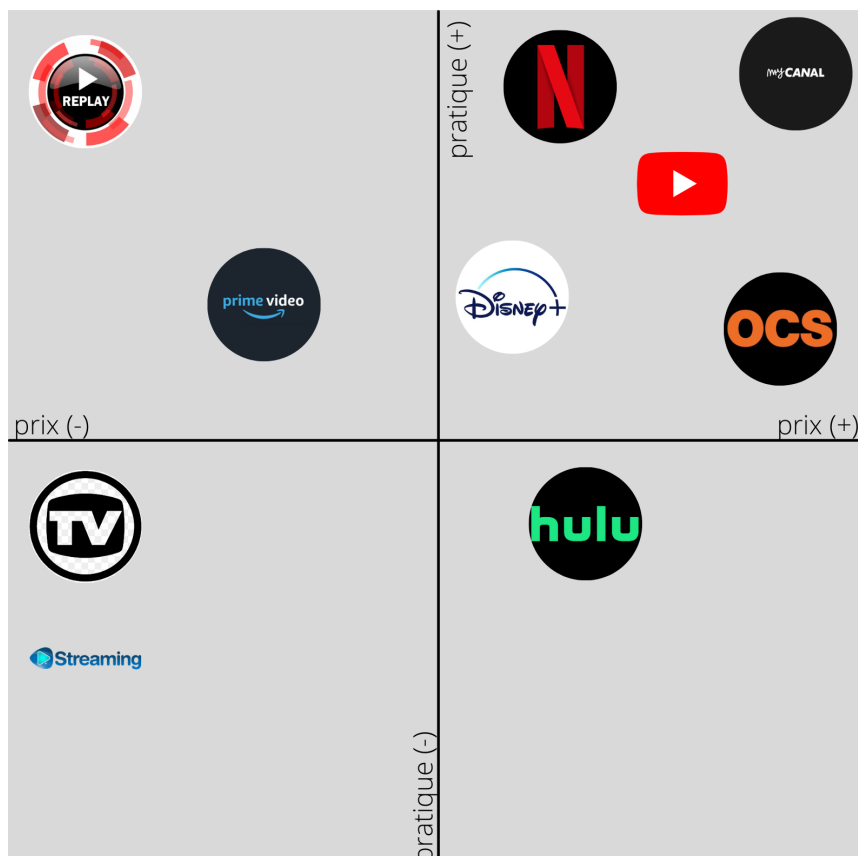 REPLAY
pratique (+)
N
myCANAL
prime video
Disney+
OCS
prix (-)
prix (+)
TV
hulu
Streaming
pratique (-)